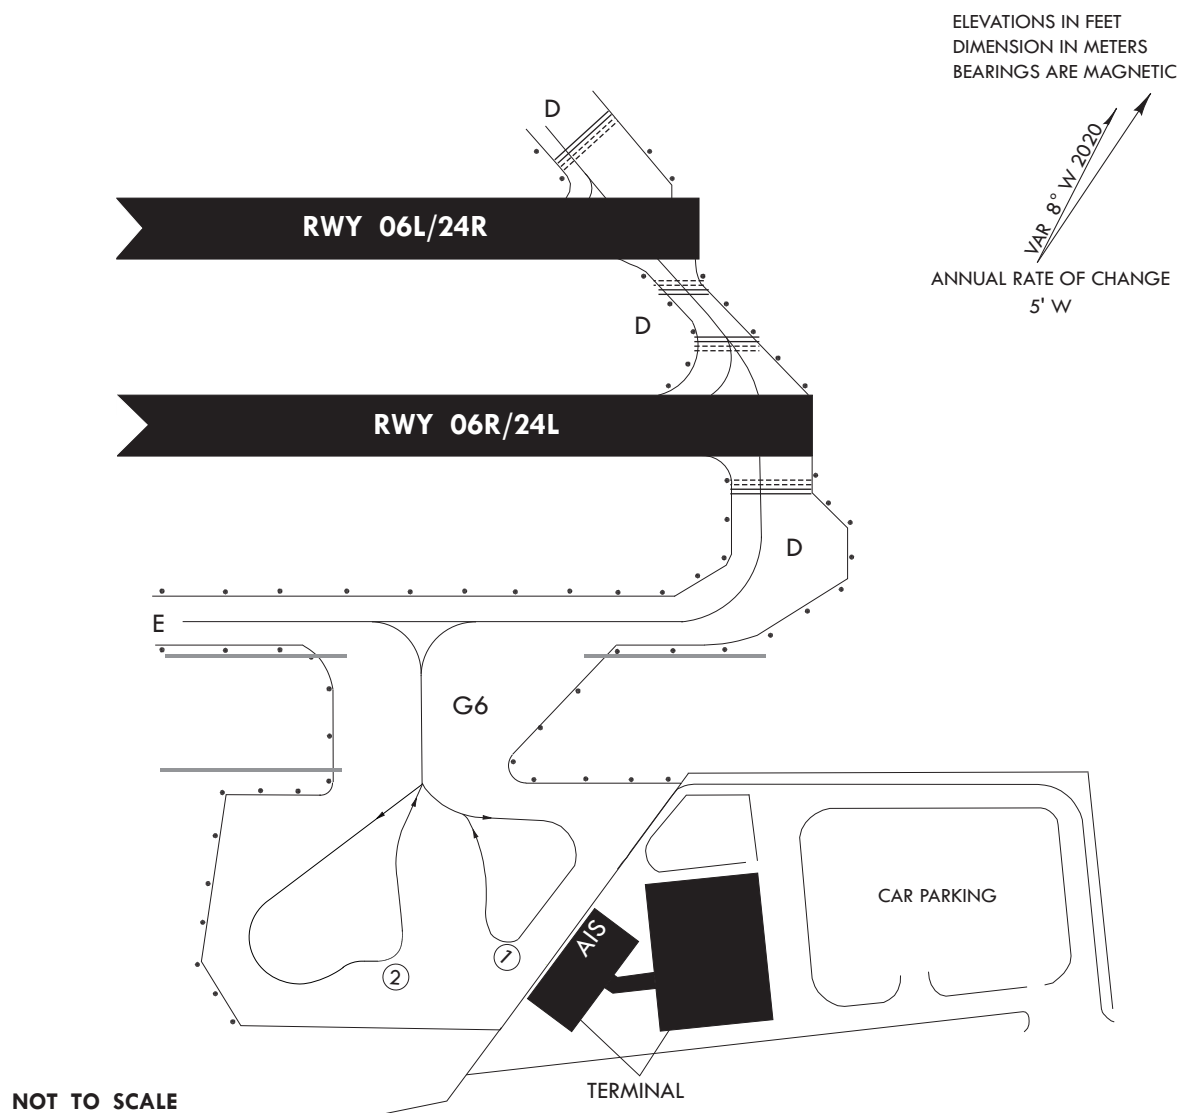 ELEVATIONS IN FEET
DIMENSION IN METERS
BEARINGS ARE MAGNETIC
D
VAR 8° W 2020
RWY 06L/24R
ANNUAL RATE OF CHANGE
5' W
D
RWY 06R/24L
D
E
G6
CAR PARKING
AIS
1
2
TERMINAL
NOT TO SCALE